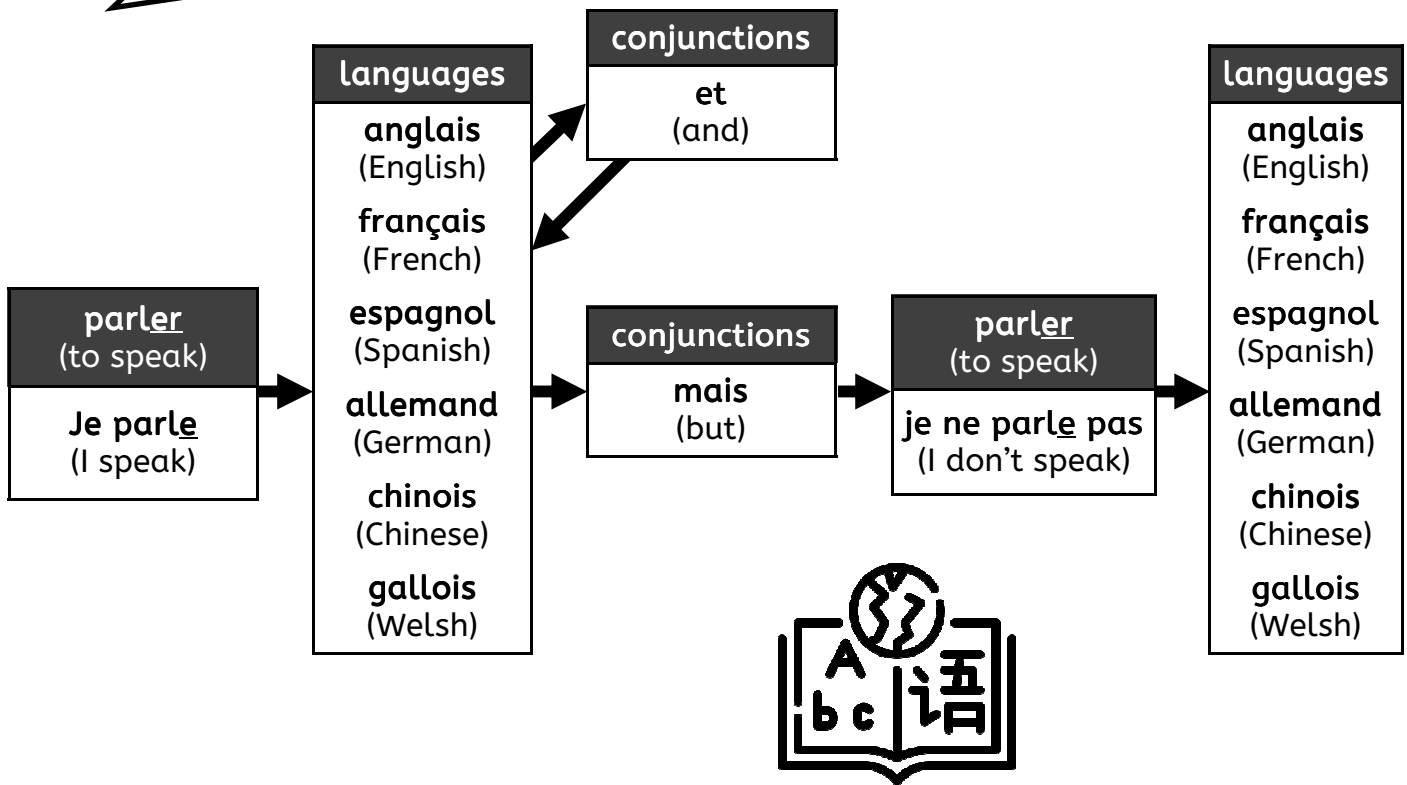 parler
(to speak)
Je parle
(I speak)
languages
anglais
(English)
français
(French)
espagnol
(Spanish)
allemand
(German)
chinois
(Chinese)
gallois
(Welsh)
conjunctions
et
(and)
conjunctions
mais
(but)
parler
(to speak)
je ne parle pas
(I don't speak)
languages
anglais
(English)
français
(French)
espagnol
(Spanish)
allemand
(German)
chinois
(Chinese)
gallois
(Welsh)
A
b c
语